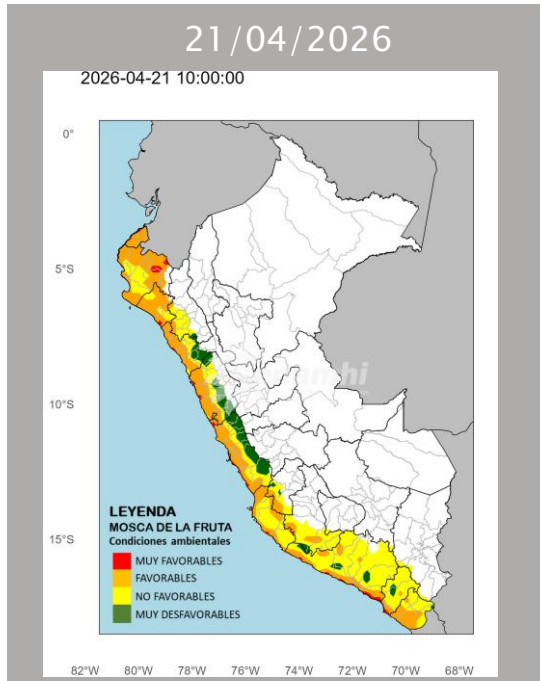 21/04/2026
2026-04-21 10:00:00
0°
5°S
10°S
15°S
LEYENDA
MOSCA DE LA FRUTA
Condiciones ambientales
MUY FAVORABLES
FAVORABLES
NO FAVORABLES
MUY DESFAVORABLES
82°W 80°W 78°W 76°W 74°W 72°W 70°W 68°W